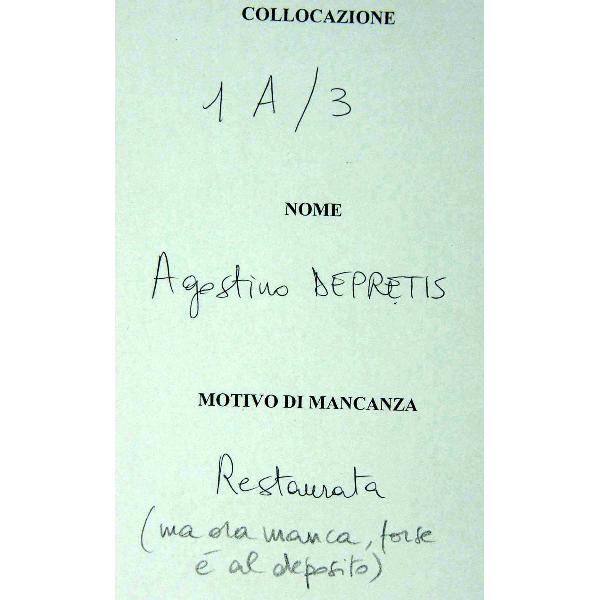 COLLOCAZIONE
1 A / 3
NOME
Agostino DEPRETIS
MOTIVO DI MANCANZA
Restaurata
(ma ora manca, forse
é al deposito)